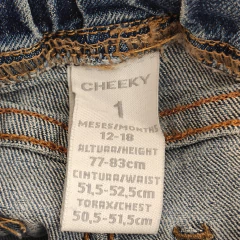 CHEEKY
1
MESES/MONTHS
12-18
ALTURA/HEIGHT
77-83cm
CINTURA/WAIST
51,5-52,5cm
TORAX/CHEST
50,5-51,5cm